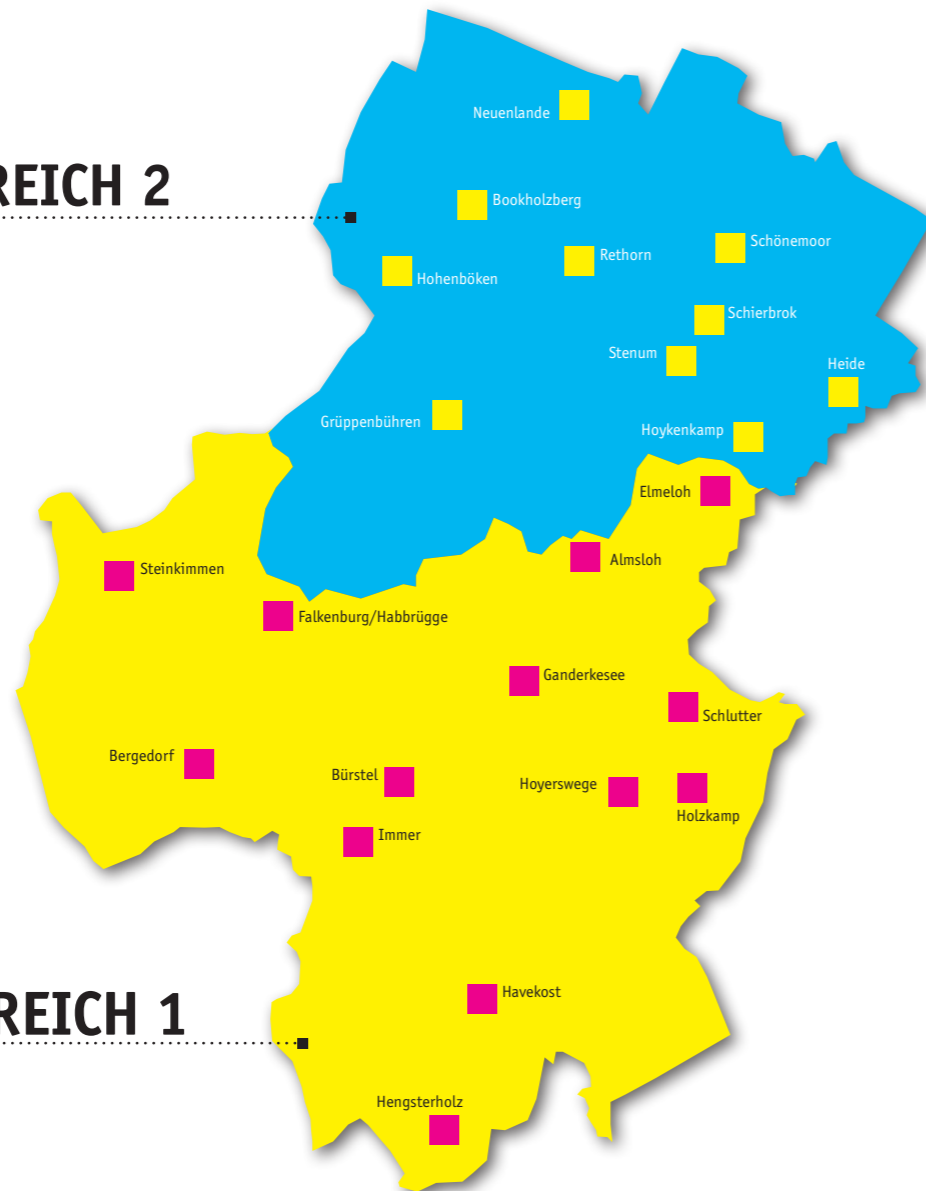 Neuenlande
REICH 2
Bookholzberg
Schönemoor
Rethorn
Hohenböken
Schierbrok
Stenum
Heide
Grüppenbühren
Hoykenkamp
Elmeloh
Almsloh
Steinkimmen
Falkenburg/Habbrügge
Ganderkesee
Schlutter
Bergedorf
Bürstel
Hoyerswege
Holzkamp
Immer
Havekost
REICH 1
Hengsterholz